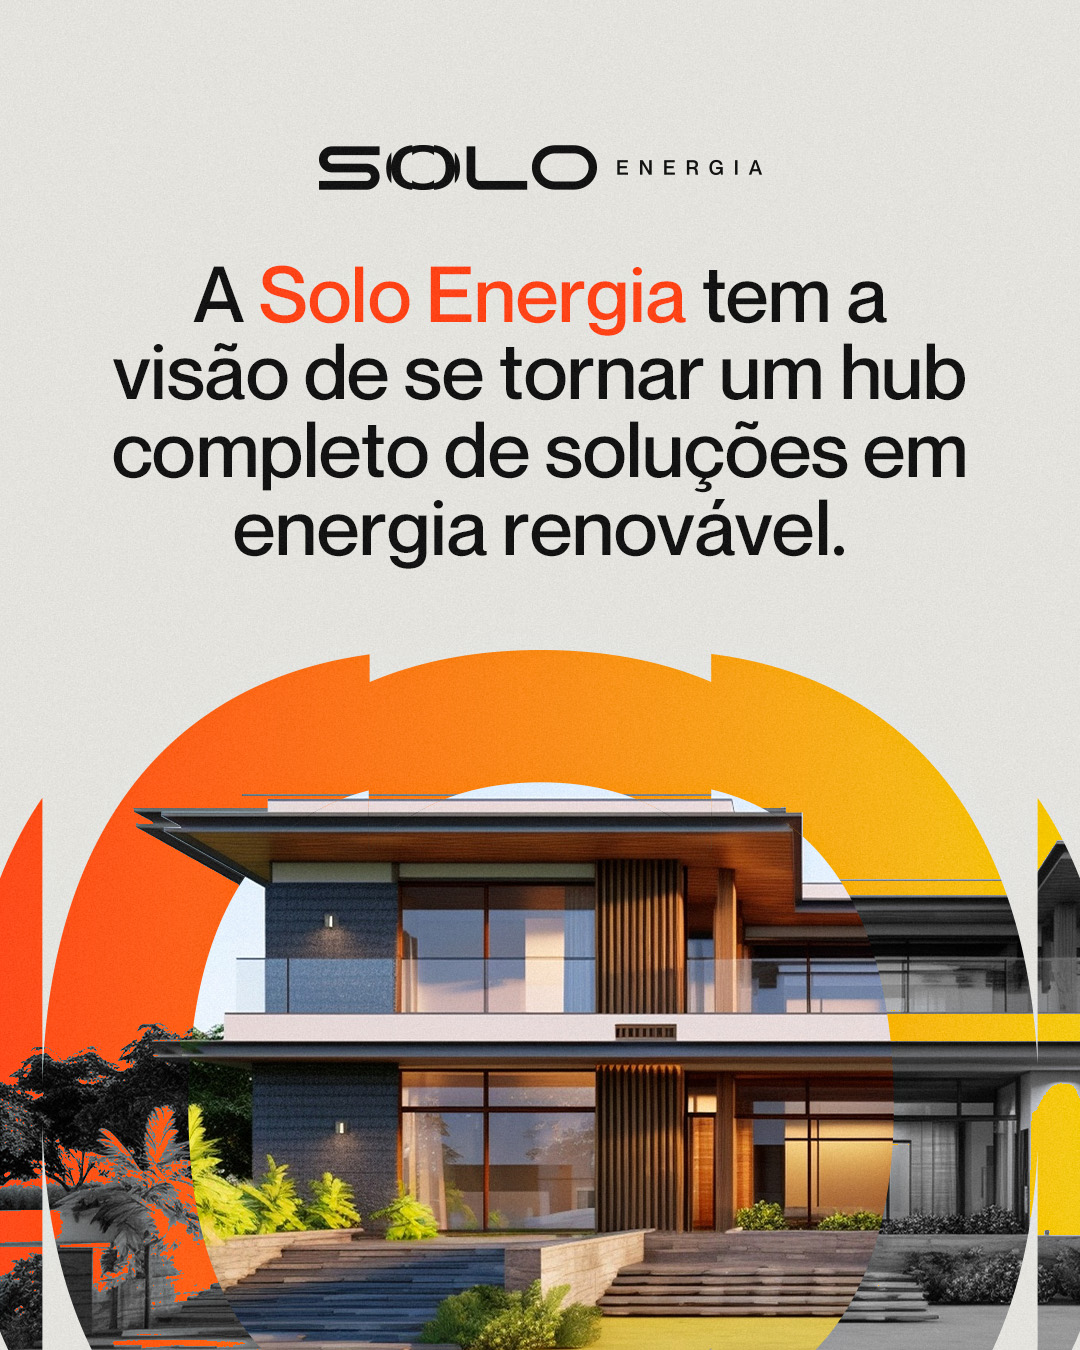 SOLO ENERGIA
A Solo Energia tem a
visão de se tornar um hub
completo de soluções em
energia renovável.